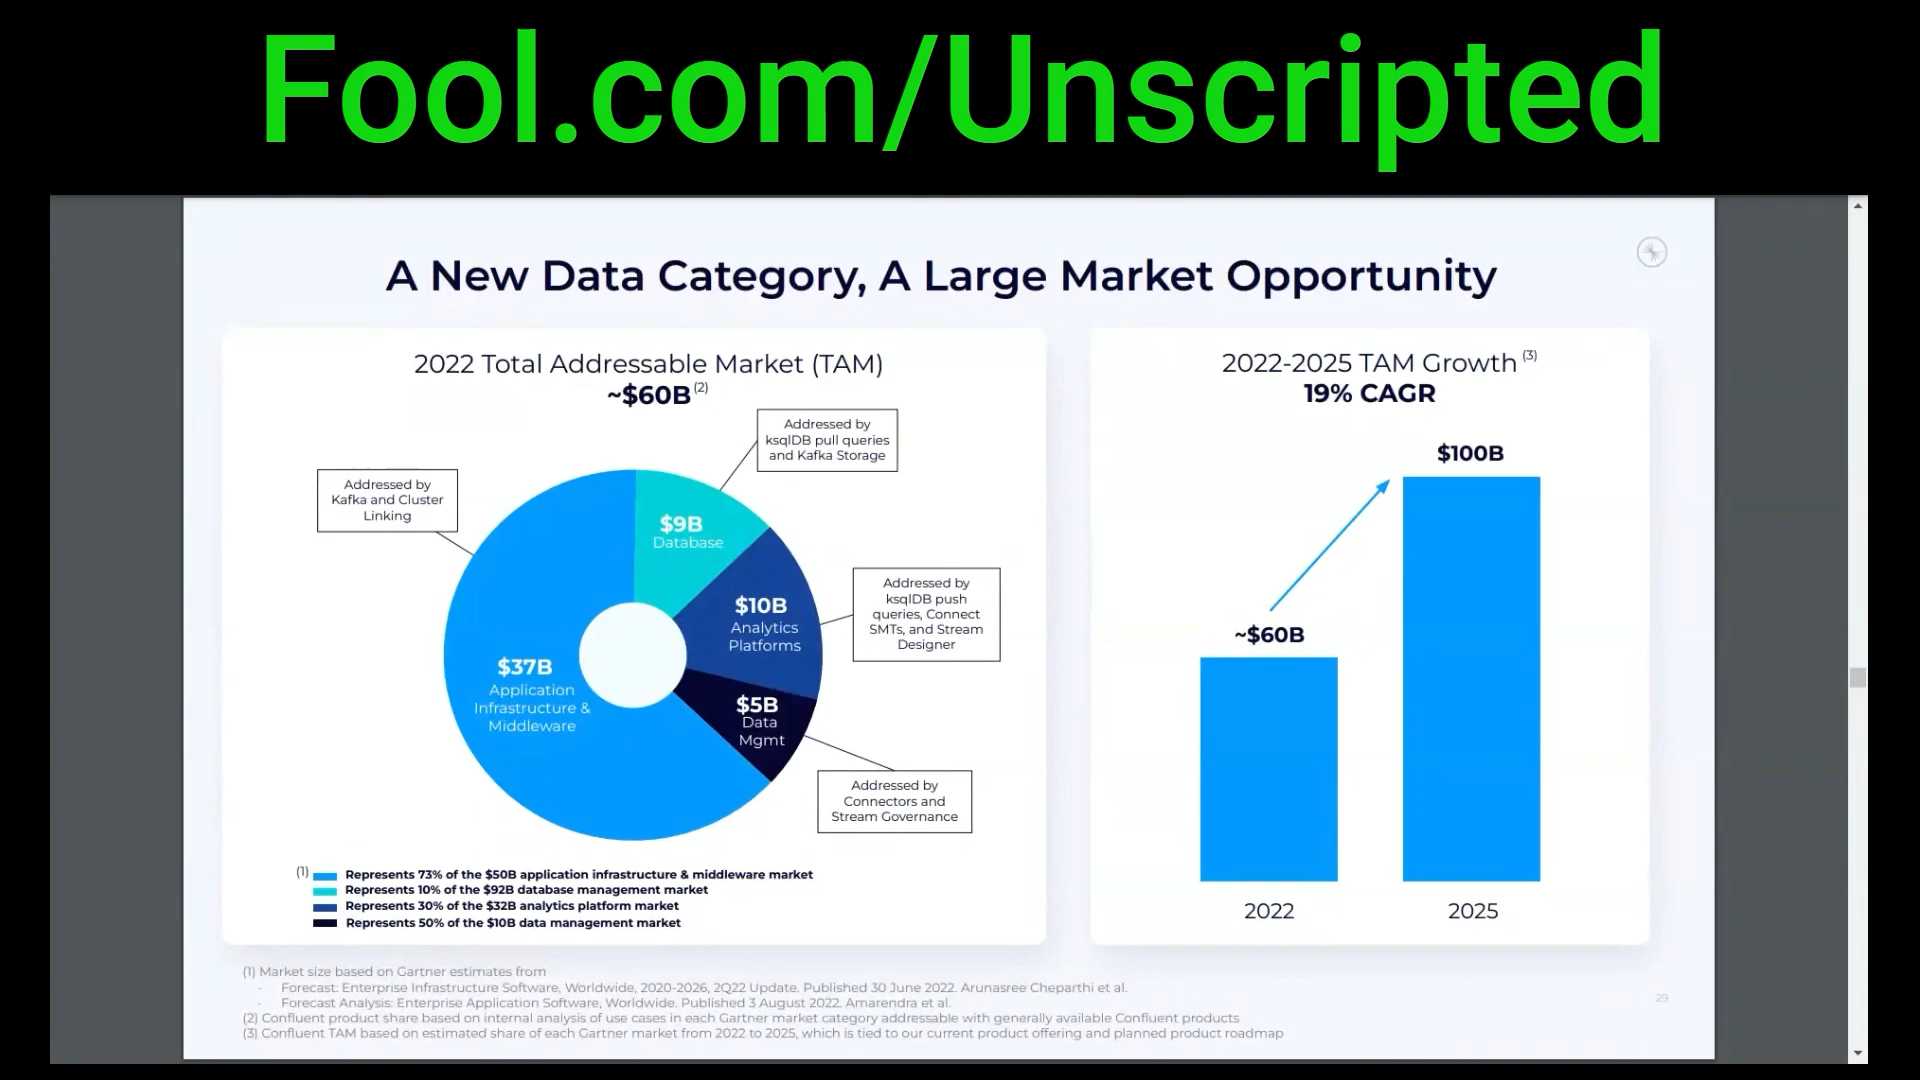 Fool.com/Unscripted
A New Data Category, A Large Market Opportunity
2022 Total Addressable Market (TAM)
~$60B (2)
Addressed by
ksqlDB pull queries
and Kafka Storage
Addressed by
Kafka and Cluster
Linking
$9B
Database
$10B
Analytics
Platforms
Addressed by
ksqlDB push
queries, Connect
SMTs, and Stream
Designer
$37B
Application
Infrastructure &
Middleware
$5B
Data
Mgmt
Addressed by
Connectors and
Stream Governance
(1)
Represents 73% of the $50B application infrastructure & middleware market
Represents 10% of the $92B database management market
Represents 30% of the $32B analytics platform market
Represents 50% of the $10B data management market
2022-2025 TAM Growth (3)
19% CAGR
$100B
~$60B
2022
2025
(1) Market size based on Gartner estimates from
- Forecast: Enterprise Infrastructure Software, Worldwide, 2020-2026, 2Q22 Update. Published 30 June 2022. Arunasree Cheparthi et al.
- Forecast Analysis: Enterprise Application Software, Worldwide. Published 3 August 2022. Amarendra et al.
(2) Confluent product share based on internal analysis of use cases in each Gartner market category addressable with generally available Confluent products
(3) Confluent TAM based on estimated share of each Gartner market from 2022 to 2025, which is tied to our current product offering and planned product roadmap
29